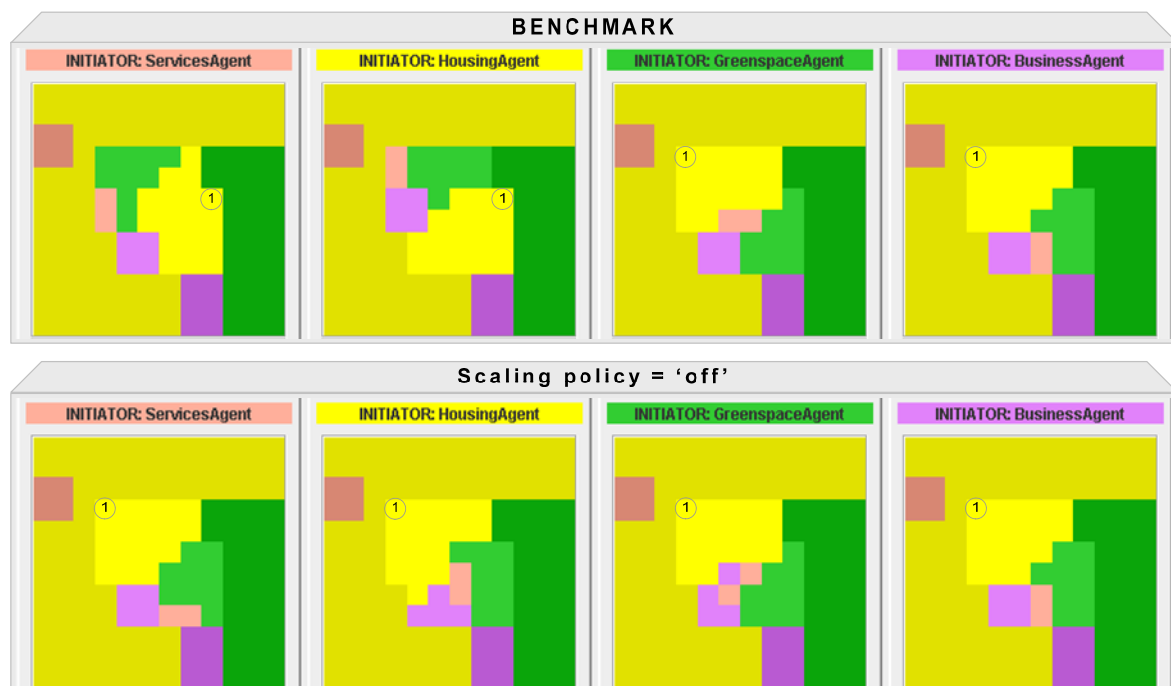 BENCHMARK
INITIATOR: ServicesAgent
INITIATOR: HousingAgent
INITIATOR: GreenspaceAgent
INITIATOR: BusinessAgent
1
1
1
1
Scaling policy = ‘off’
INITIATOR: ServicesAgent
INITIATOR: HousingAgent
INITIATOR: GreenspaceAgent
INITIATOR: BusinessAgent
1
1
1
1